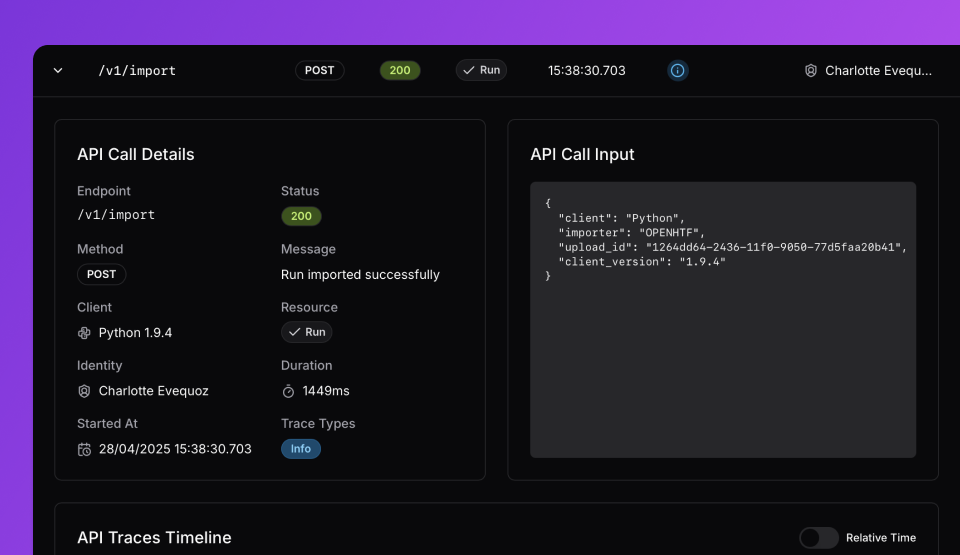 /v1/import POST 200 Run 15:38:30.703 Charlotte Evequ...
API Call Details
Endpoint Status
/v1/import 200
Method Message
POST Run imported successfully
Client Resource
Python 1.9.4 Run
Identity Duration
Charlotte Evequoz 1449ms
Started At Trace Types
28/04/2025 15:38:30.703 Info
API Call Input
{
"client": "Python",
"importer": "OPENHTF",
"upload_id": "1264dd64-2436-11f0-9050-77d5faa20b41",
"client_version": "1.9.4"
}
API Traces Timeline Relative Time